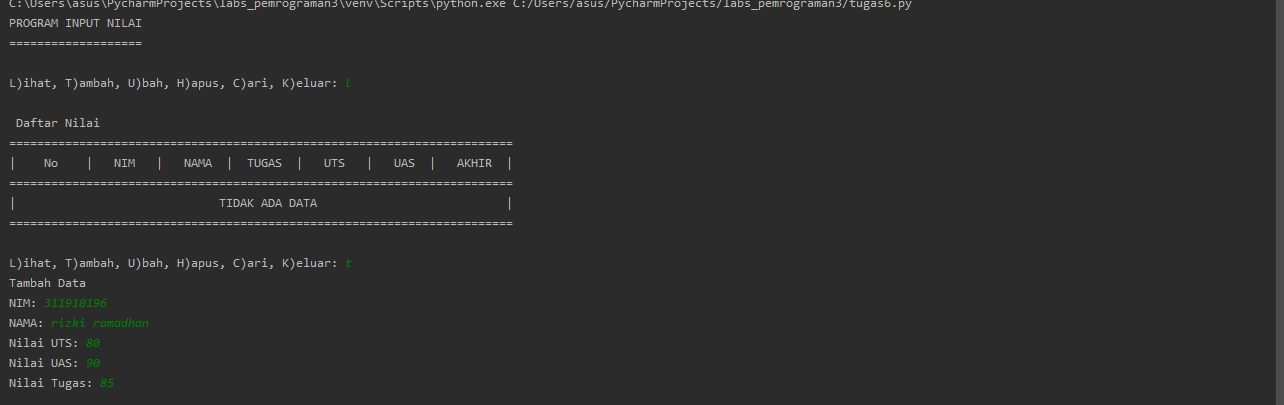 C:\Users\asus\PycharmProjects\labs_pemrograman3\venv\Scripts\python.exe C:/Users/asus/PycharmProjects/labs_pemrograman3/tugas6.py
PROGRAM INPUT NILAI
===================
L)ihat, T)ambah, U)bah, H)apus, C)ari, K)eluar: l
Daftar Nilai
========================================================================
| No | NIM | NAMA | TUGAS | UTS | UAS | AKHIR |
========================================================================
| TIDAK ADA DATA |
========================================================================
L)ihat, T)ambah, U)bah, H)apus, C)ari, K)eluar: t
Tambah Data
NIM: 311910196
NAMA: rizki ramadhan
Nilai UTS: 80
Nilai UAS: 90
Nilai Tugas: 85